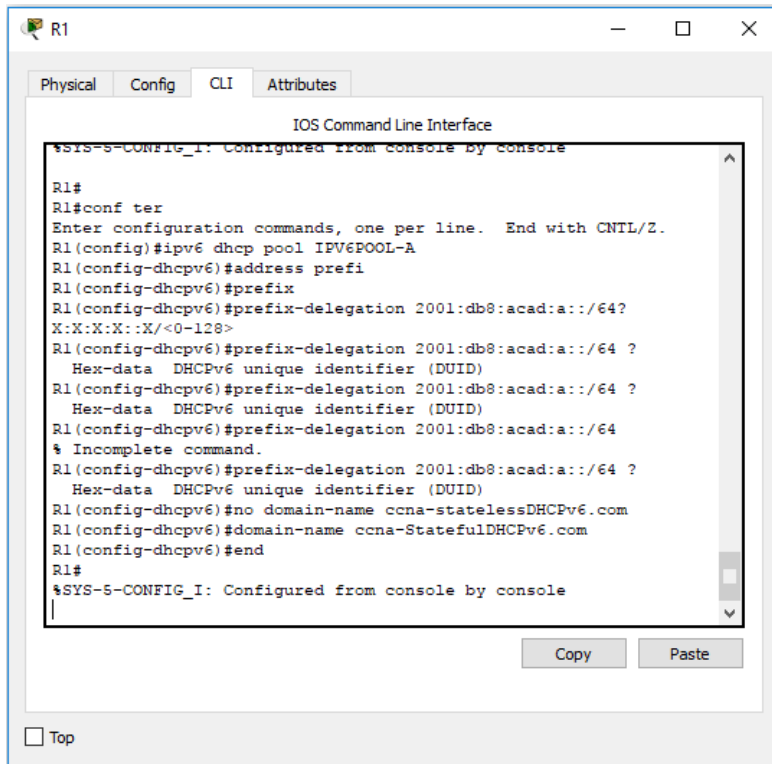 R1
Physical Config CLI Attributes
IOS Command Line Interface
%SYS-5-CONFIG_I: Configured from console by console
R1#
R1#conf ter
Enter configuration commands, one per line.  End with CNTL/Z.
R1(config)#ipv6 dhcp pool IPV6POOL-A
R1(config-dhcpv6)#address prefi
R1(config-dhcpv6)#prefix
R1(config-dhcpv6)#prefix-delegation 2001:db8:acad:a::/64?
X:X:X:X::X/<0-128>
R1(config-dhcpv6)#prefix-delegation 2001:db8:acad:a::/64 ?
  Hex-data  DHCPv6 unique identifier (DUID)
R1(config-dhcpv6)#prefix-delegation 2001:db8:acad:a::/64 ?
  Hex-data  DHCPv6 unique identifier (DUID)
R1(config-dhcpv6)#prefix-delegation 2001:db8:acad:a::/64
% Incomplete command.
R1(config-dhcpv6)#prefix-delegation 2001:db8:acad:a::/64 ?
  Hex-data  DHCPv6 unique identifier (DUID)
R1(config-dhcpv6)#no domain-name ccna-statelessDHCPv6.com
R1(config-dhcpv6)#domain-name ccna-StatefulDHCPv6.com
R1(config-dhcpv6)#end
R1#
%SYS-5-CONFIG_I: Configured from console by console
Copy Paste
Top